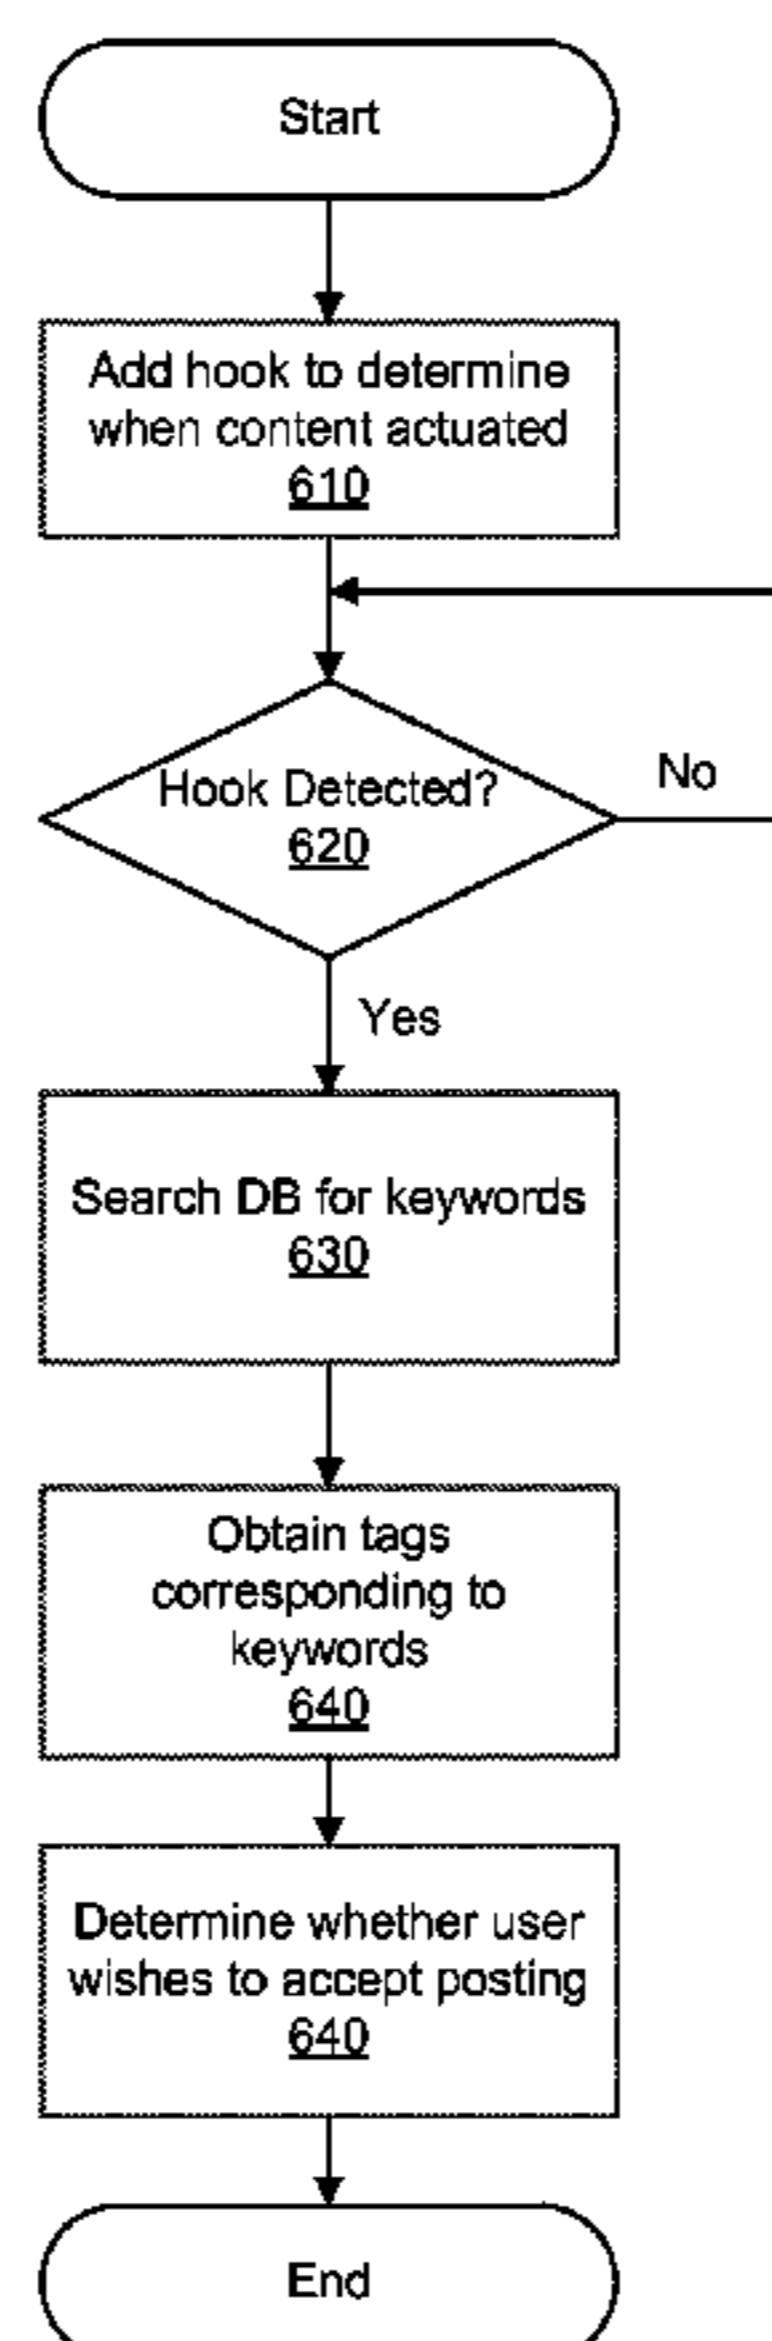 Start
Add hook to determine
when content actuated
610
Hook Detected?
620
No
Yes
Search DB for keywords
630
Obtain tags
corresponding to
keywords
640
Determine whether user
wishes to accept posting
640
End